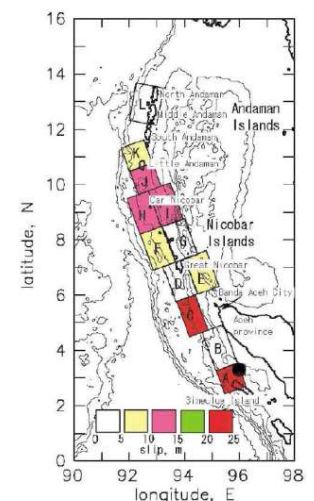 16
14
12
10
8
6
4
2
0
latitude, N
L
North Andaman
Middle Andaman
Andaman
Islands
South Andaman
K
Little Andaman
J
Car Nicobar
H
I
Nicobar
Islands
G
F
Great Nicobar
E
D
Banda Aceh City
C
Aceh
province
B
A
Simeulue Island
0 5 10 15 20 25
slip, m
90 92 94 96 98
longitude, E